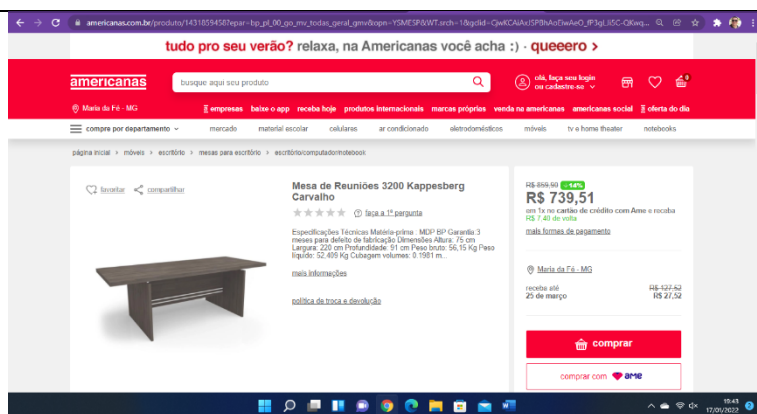 americanas.com.br/produto/143185945?epar=bp_pl_00_go_mv_todas_geral_gmv&opn=YSMESP&WT.srch=1&gclid=
tudo pro seu verão? relaxa, na Americanas você acha :) · queeero >
americanas
busque aqui seu produto
olá, faça seu login
ou cadastre-se
0
Maria da Fé - MG
empresas baixe o app receba hoje produtos internacionais marcas próprias venda na americanas americanas social oferta do dia
compre por departamento
mercado material escolar celulares ar condicionado eletrodomésticos móveis tv e home theater notebooks
página inicial > móveis > escritório > mesas para escritório > escritório/computador/notebook
favoritar compartilhar
Mesa de Reuniões 3200 Kappesberg
Carvalho
faça a 1ª pergunta
Especificações Técnicas Matéria-prima : MDP BP Garantia:3
meses para defeito de fabricação Dimensões Altura: 75 cm
Largura: 220 cm Profundidade: 91 cm Peso bruto: 56,15 Kg Peso
líquido: 52,409 Kg Cubagem volumes: 0.1981 m...
mais informações
política de troca e devolução
R$ 859,90 14%
R$ 739,51
em 1x no cartão de crédito com Ame e receba
R$ 7,40 de volta
mais formas de pagamento
Maria da Fé - MG
receba até
25 de março
R$ 127,52
R$ 27,52
comprar
comprar com ame
19:43
17/01/2022
2